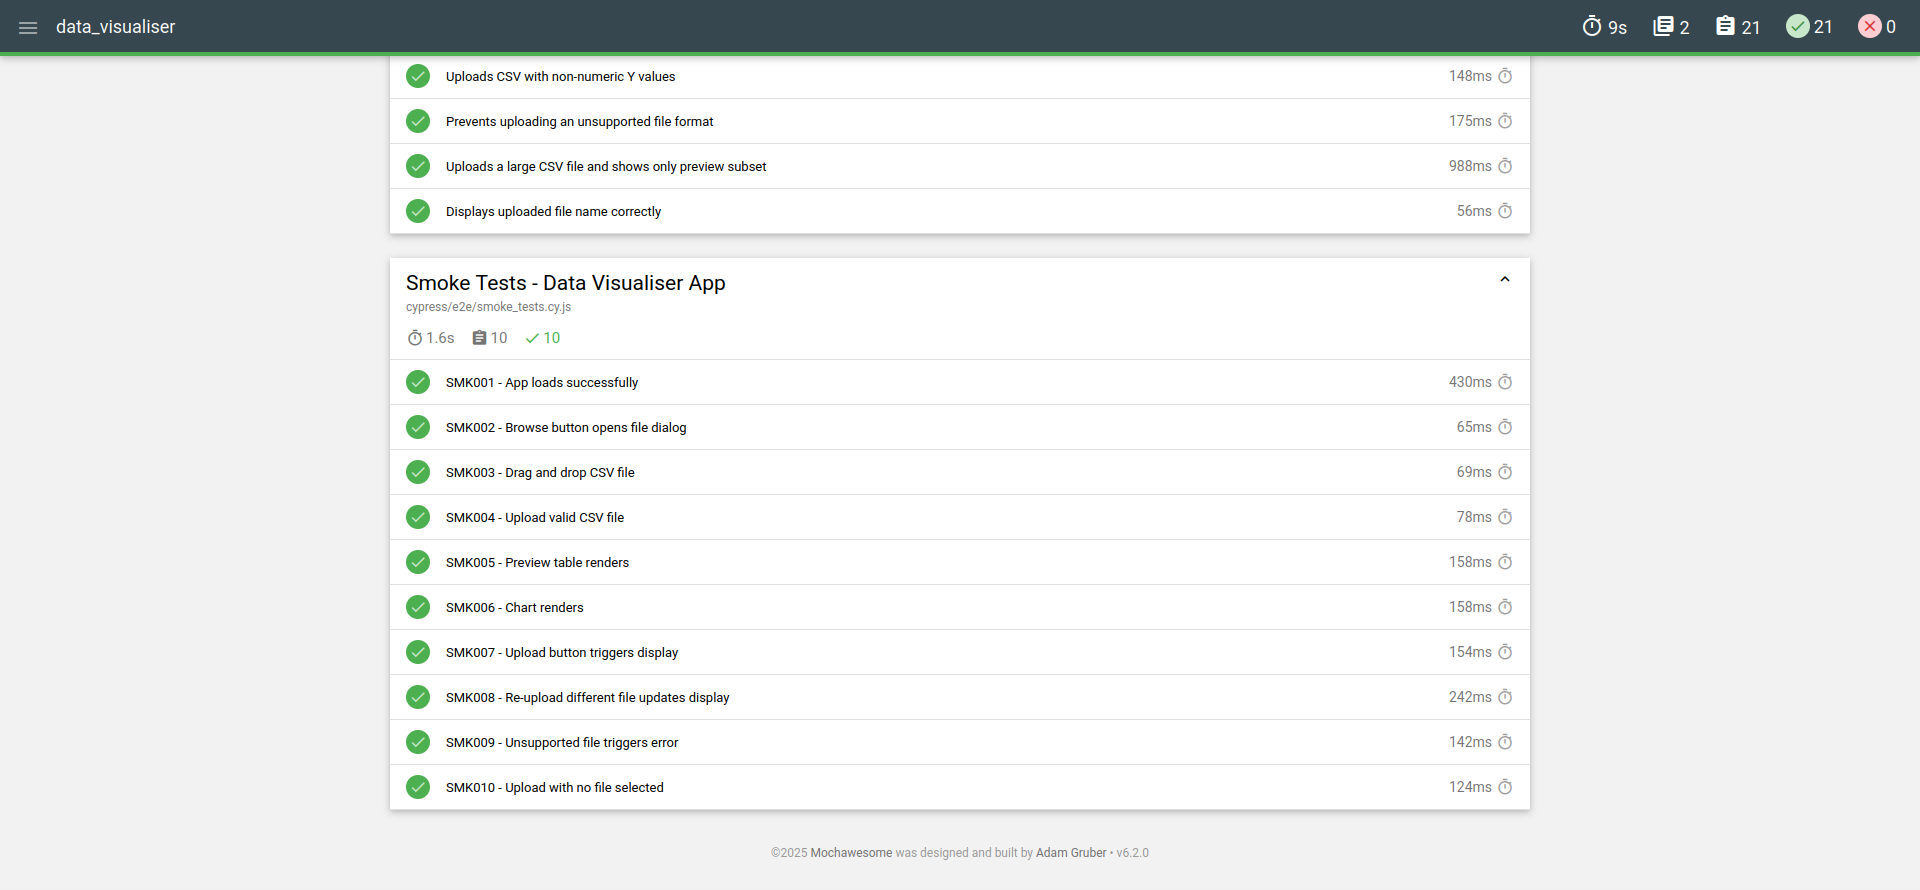 data_visualiser 9s 2 21 21 0
Uploads CSV with non-numeric Y values 148ms
Prevents uploading an unsupported file format 175ms
Uploads a large CSV file and shows only preview subset 988ms
Displays uploaded file name correctly 56ms
Smoke Tests - Data Visualiser App
cypress/e2e/smoke_tests.cy.js
1.6s 10 10
SMK001 - App loads successfully 430ms
SMK002 - Browse button opens file dialog 65ms
SMK003 - Drag and drop CSV file 69ms
SMK004 - Upload valid CSV file 78ms
SMK005 - Preview table renders 158ms
SMK006 - Chart renders 158ms
SMK007 - Upload button triggers display 154ms
SMK008 - Re-upload different file updates display 242ms
SMK009 - Unsupported file triggers error 142ms
SMK010 - Upload with no file selected 124ms
©2025 Mochawesome was designed and built by Adam Gruber • v6.2.0